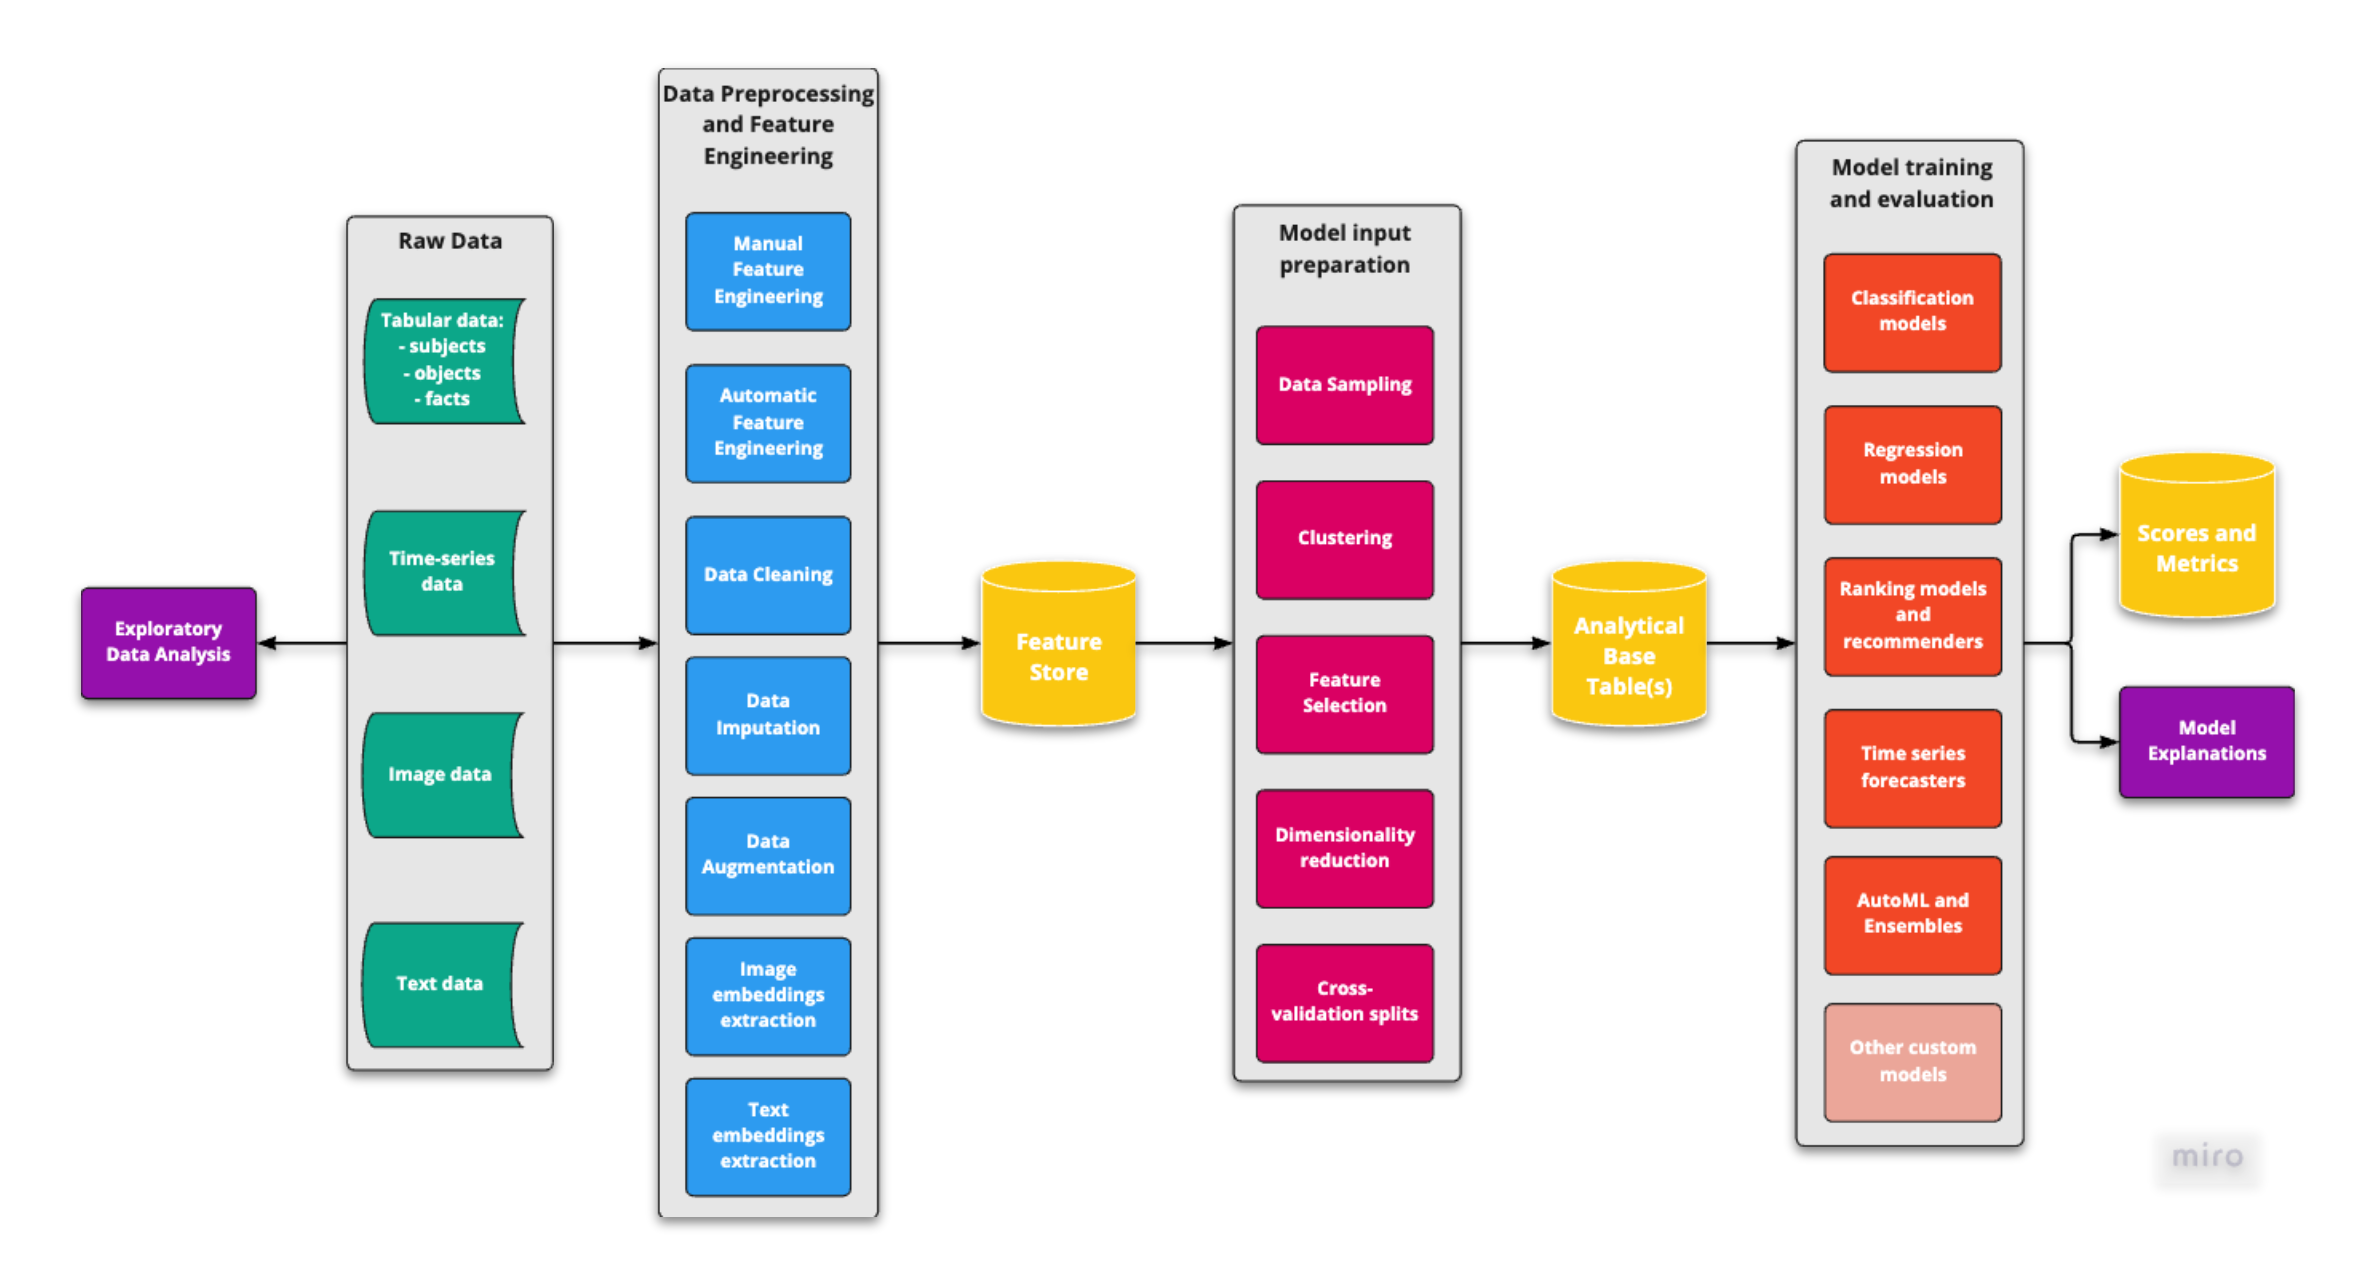 Exploratory
Data Analysis
Raw Data
Tabular data:
- subjects
- objects
- facts
Time-series
data
Image data
Text data
Data Preprocessing
and Feature
Engineering
Manual
Feature
Engineering
Automatic
Feature
Engineering
Data Cleaning
Data
Imputation
Data
Augmentation
Image
embeddings
extraction
Text
embeddings
extraction
Feature
Store
Model input
preparation
Data Sampling
Clustering
Feature
Selection
Dimensionality
reduction
Cross-
validation splits
Analytical
Base
Table(s)
Model training
and evaluation
Classification
models
Regression
models
Ranking models
and
recommenders
Time series
forecasters
AutoML and
Ensembles
Other custom
models
Scores and
Metrics
Model
Explanations
miro